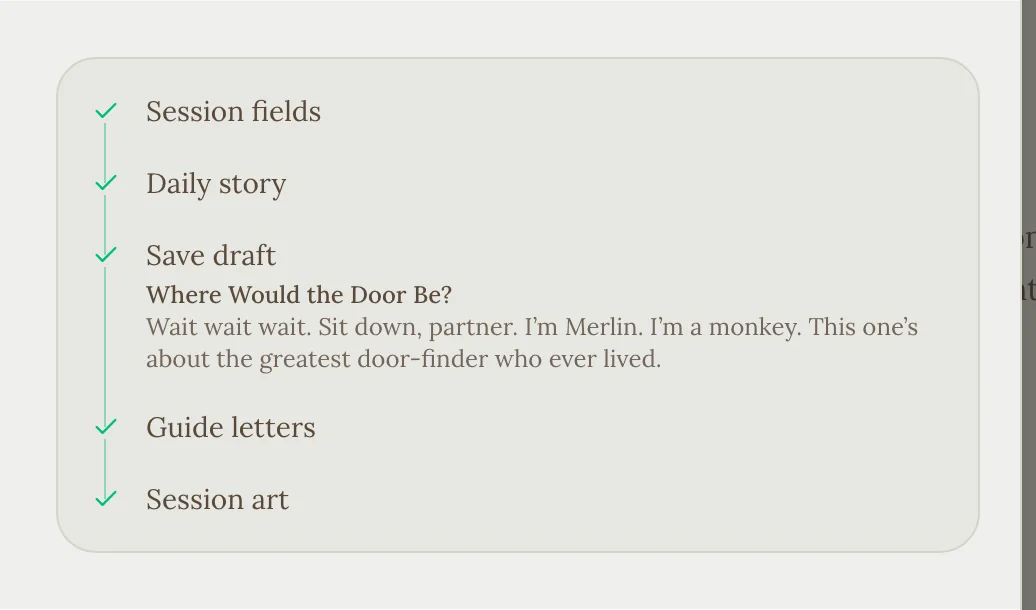 Session fields
Daily story
Save draft
Where Would the Door Be?
Wait wait wait. Sit down, partner. I’m Merlin. I’m a monkey. This one’s
about the greatest door-finder who ever lived.
Guide letters
Session art